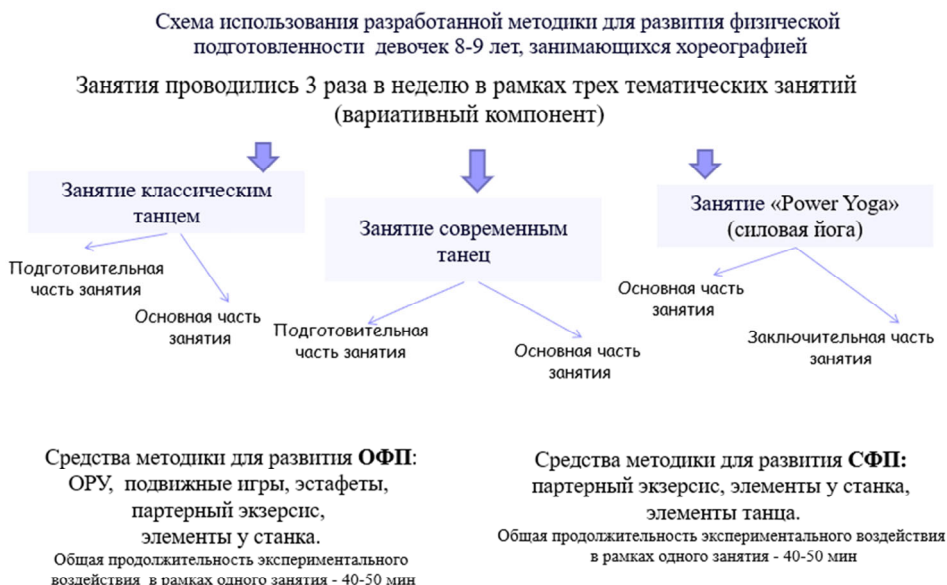 Схема использования разработанной методики для развития физической
подготовленности девочек 8-9 лет, занимающихся хореографией
Занятия проводились 3 раза в неделю в рамках трех тематических занятий
(вариативный компонент)
Занятие классическим
танцем
Подготовительная
часть занятия
Основная часть
занятия
Занятие современным
танец
Подготовительная
часть занятия
Основная часть
занятия
Занятие «Power Yoga»
(силовая йога)
Основная часть
занятия
Заключительная часть
занятия
Средства методики для развития ОФП:
ОРУ, подвижные игры, эстафеты,
партерный экзерсис,
элементы у станка.
Общая продолжительность экспериментального
воздействия в рамках одного занятия - 40-50 мин
Средства методики для развития СФП:
партерный экзерсис, элементы у станка,
элементы танца.
Общая продолжительность экспериментального воздействия
в рамках одного занятия - 40-50 мин